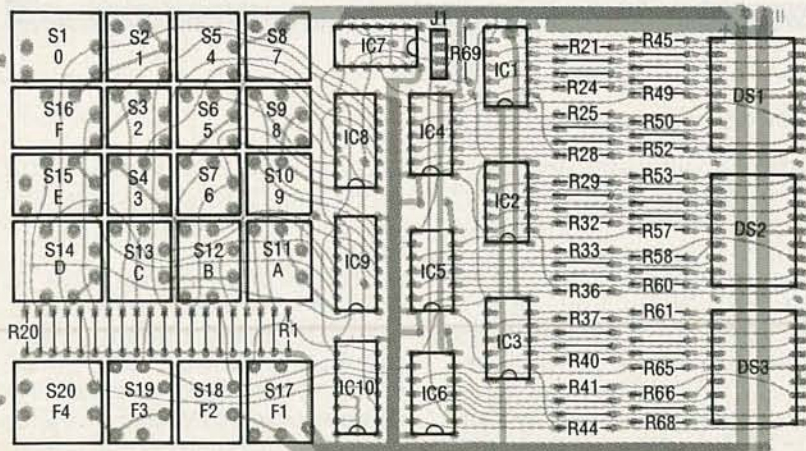 S1
0
S2
1
S5
4
S8
7
S16
F
S3
2
S6
5
S9
8
S15
E
S4
3
S7
6
S10
9
S14
D
S13
C
S12
B
S11
A
R20
R1
S20
F4
S19
F3
S18
F2
S17
F1
IC7
J1
R69
IC8
IC4
IC9
IC5
IC10
IC6
IC1
IC2
IC3
R21
R24
R25
R28
R29
R32
R33
R36
R37
R40
R41
R44
R45
R49
R50
R52
R53
R57
R58
R60
R61
R65
R66
R68
DS1
DS2
DS3